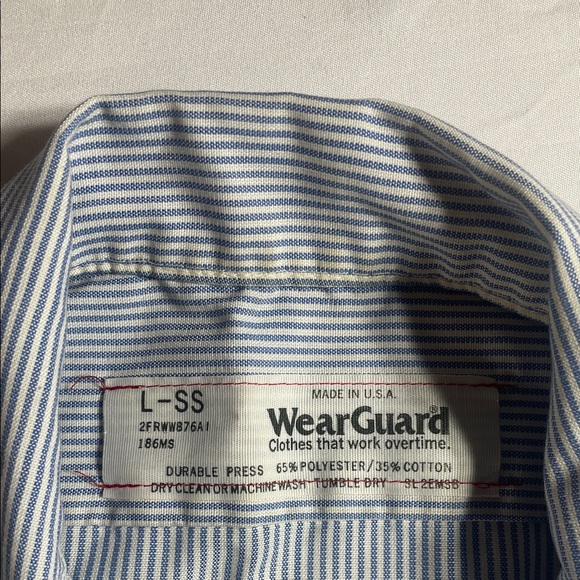 L-SS
2FRWW876A1
186MS
MADE IN U.S.A.
WearGuard®
Clothes that work overtime.
DURABLE PRESS 65% POLYESTER/35% COTTON
DRY CLEAN OR MACHINE WASH TUMBLE DRY